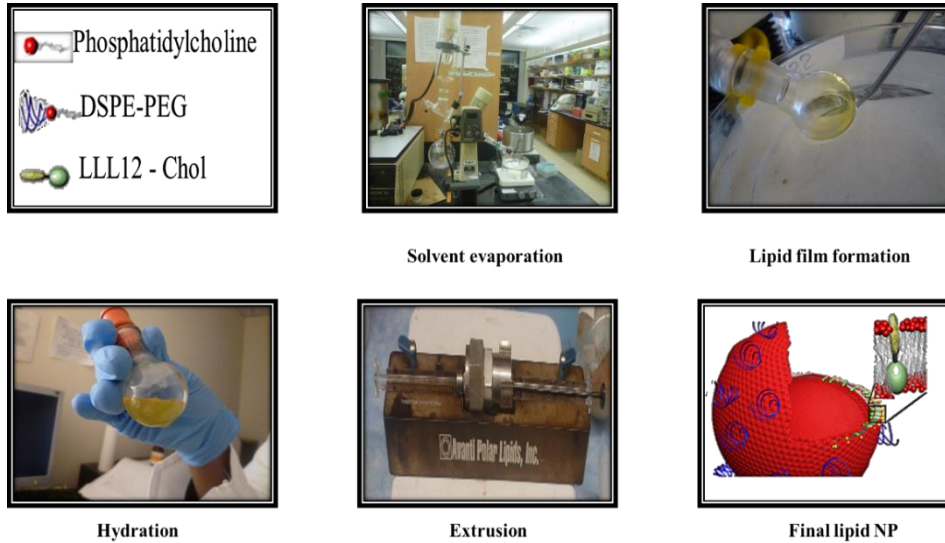 Phosphatidylcholine
DSPE-PEG
LLL12 - Chol
Solvent evaporation
Lipid film formation
Avanti Polar Lipids, Inc.
Hydration
Extrusion
Final lipid NP